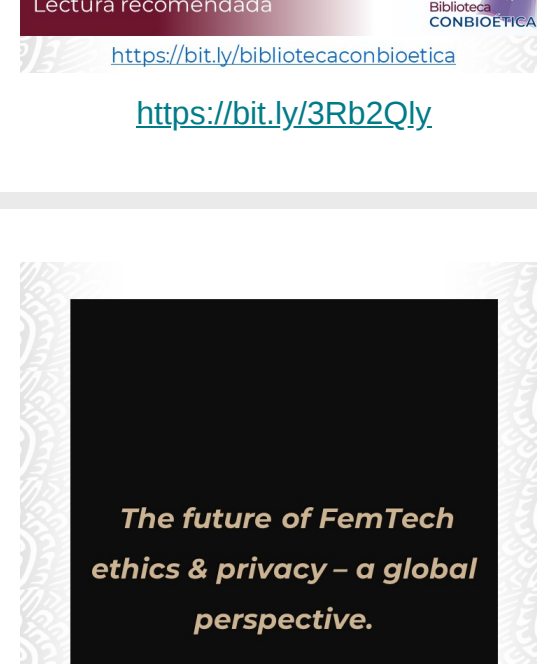 Lectura recomendada
Biblioteca
CONBIOÉTICA
https://bit.ly/bibliotecaconbioetica
https://bit.ly/3Rb2Qly
The future of FemTech
ethics & privacy – a global
perspective.